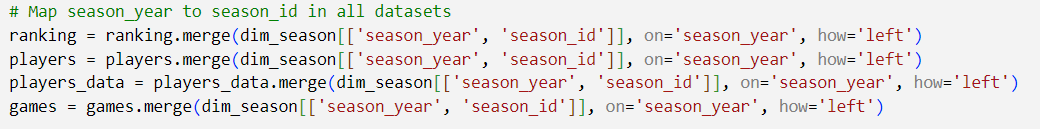 # Map season_year to season_id in all datasets
ranking = ranking.merge(dim_season[['season_year', 'season_id']], on='season_year', how='left')
players = players.merge(dim_season[['season_year', 'season_id']], on='season_year', how='left')
players_data = players_data.merge(dim_season[['season_year', 'season_id']], on='season_year', how='left')
games = games.merge(dim_season[['season_year', 'season_id']], on='season_year', how='left')